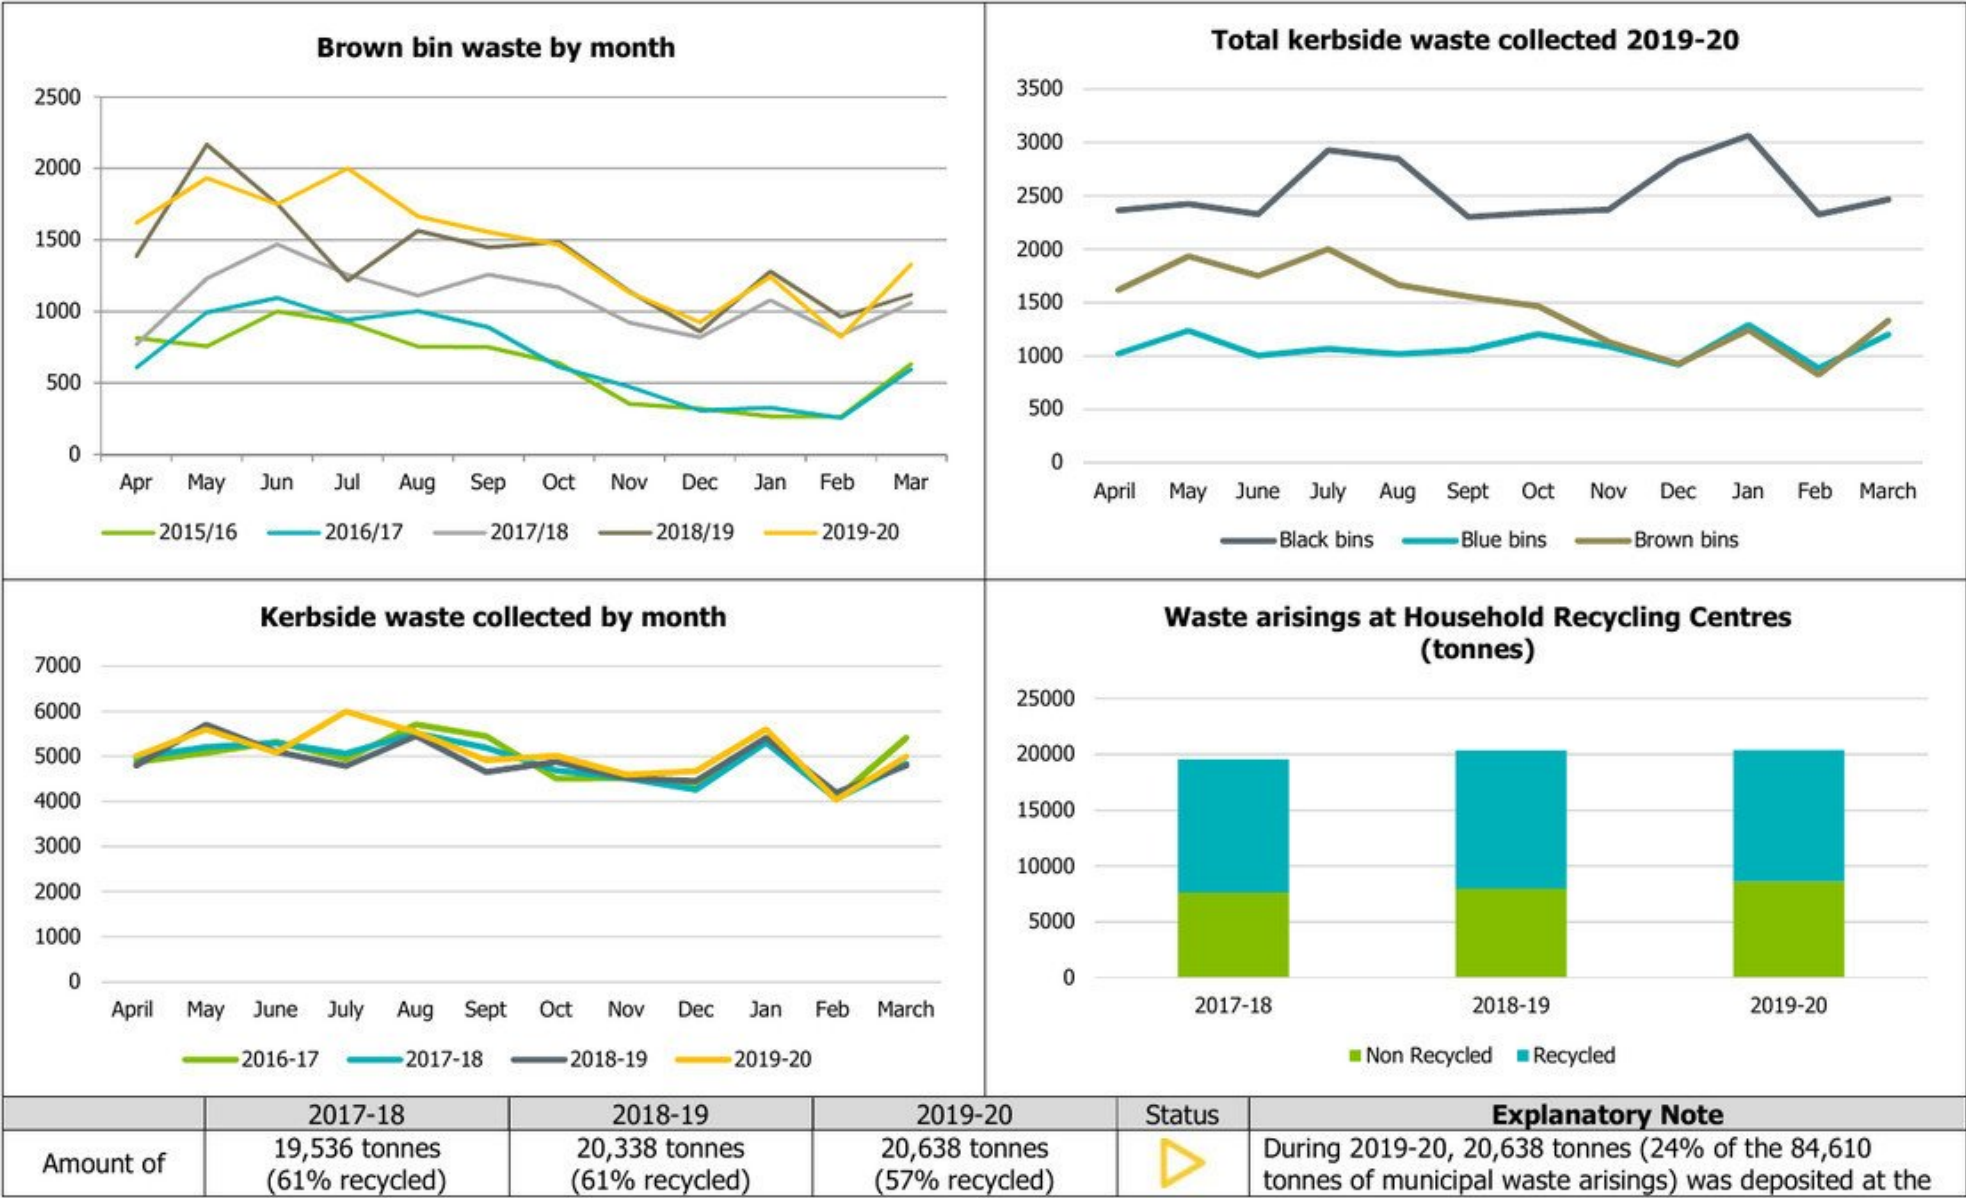 Brown bin waste by month
2500
2000
1500
1000
500
0
Apr May Jun Jul Aug Sep Oct Nov Dec Jan Feb Mar
2015/16 2016/17 2017/18 2018/19 2019-20
Total kerbside waste collected 2019-20
3500
3000
2500
2000
1500
1000
500
0
April May June July Aug Sept Oct Nov Dec Jan Feb March
Black bins Blue bins Brown bins
Kerbside waste collected by month
7000
6000
5000
4000
3000
2000
1000
0
April May June July Aug Sept Oct Nov Dec Jan Feb March
2016-17 2017-18 2018-19 2019-20
Waste arisings at Household Recycling Centres
(tonnes)
25000
20000
15000
10000
5000
0
2017-18 2018-19 2019-20
Non Recycled Recycled
2017-18 2018-19 2019-20 Status Explanatory Note
Amount of
19,536 tonnes
(61% recycled)
20,338 tonnes
(61% recycled)
20,638 tonnes
(57% recycled)
During 2019-20, 20,638 tonnes (24% of the 84,610
tonnes of municipal waste arisings) was deposited at the